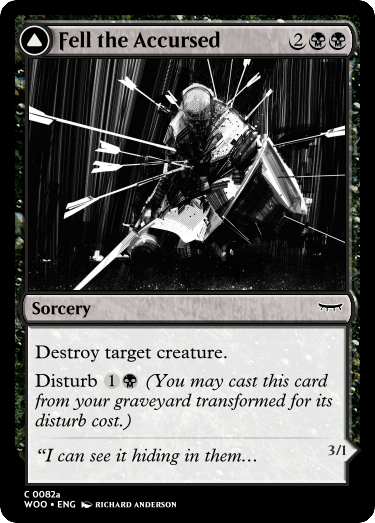 Fell the Accursed 2
Sorcery
Destroy target creature.
Disturb 1 (You may cast this card
from your graveyard transformed for its
disturb cost.)
3/1
“I can see it hiding in them…
C 0082a
WOO • ENG RICHARD ANDERSON